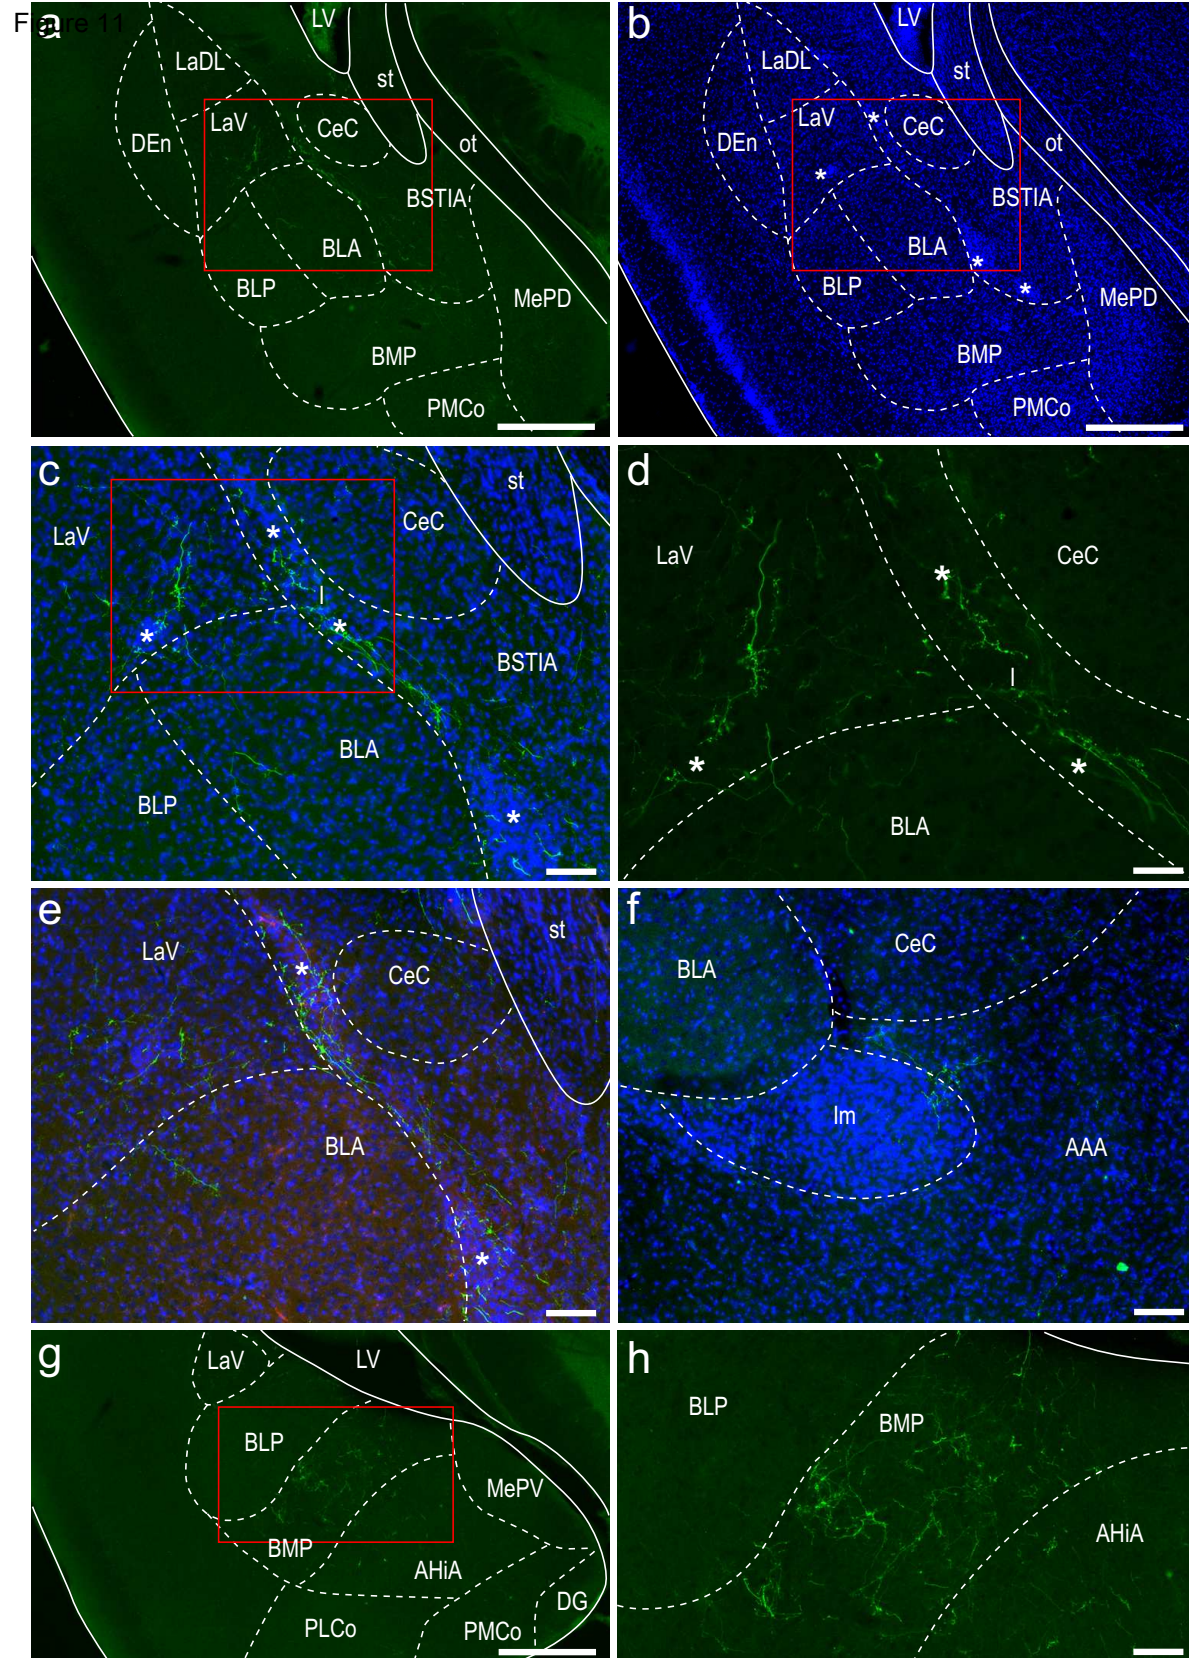 Figure 11
a
LV
LaDL
st
LaV
CeC
DEn
ot
BSTIA
BLA
BLP
MePD
BMP
PMCo
b
LV
LaDL
st
LaV
*
CeC
DEn
ot
*
BSTIA
BLA
*
BLP
*
MePD
BMP
PMCo
c
st
LaV
*
CeC
I
*
*
BSTIA
BLA
BLP
*
d
LaV
CeC
*
I
*
*
BLA
e
LaV
st
*
CeC
BLA
*
f
CeC
BLA
Im
AAA
g
LaV
LV
BLP
MePV
BMP
AHiA
DG
PLCo
PMCo
h
BLP
BMP
AHiA